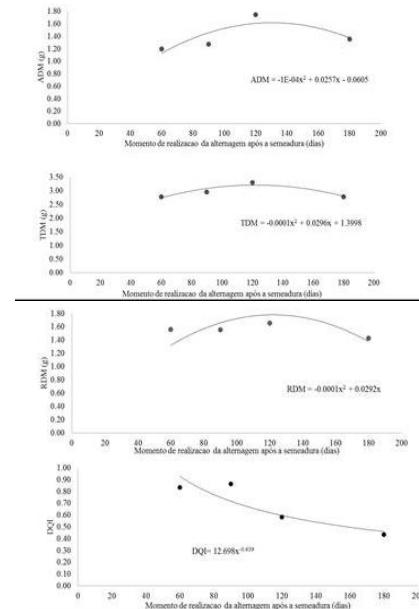 1.80
1.60
1.40
1.20
1.00
0.80
0.60
0.40
0.20
0.00
ADM (g)
ADM = -1E-04x² + 0.0257x - 0.0605
0 20 40 60 80 100 120 140 160 180 200
Momento de realizacao da alternagem após a semeadura (días)
3.50
3.00
2.50
2.00
1.50
1.00
0.50
0.00
TDM (g)
TDM = -0.0001x² + 0.0296x + 1.3998
0 20 40 60 80 100 120 140 160 180 200
Momento de realizacao da alternagem após a semeadura (días)
1.80
1.60
1.40
1.20
1.00
0.80
0.60
0.40
0.20
0.00
RDM (g)
RDM = -0.0001x² + 0.0292x
0 20 40 60 80 100 120 140 160 180 200
Momento de realizacao da alternagem após a semeadura (días)
1.00
0.90
0.80
0.70
0.60
0.50
0.40
0.30
0.20
0.10
0.00
DQI
DQI= 12.698x
0 20 40 60 80 100 120 140 160 180 200
Momento de realizacao da alternagem após a semeadura (días)